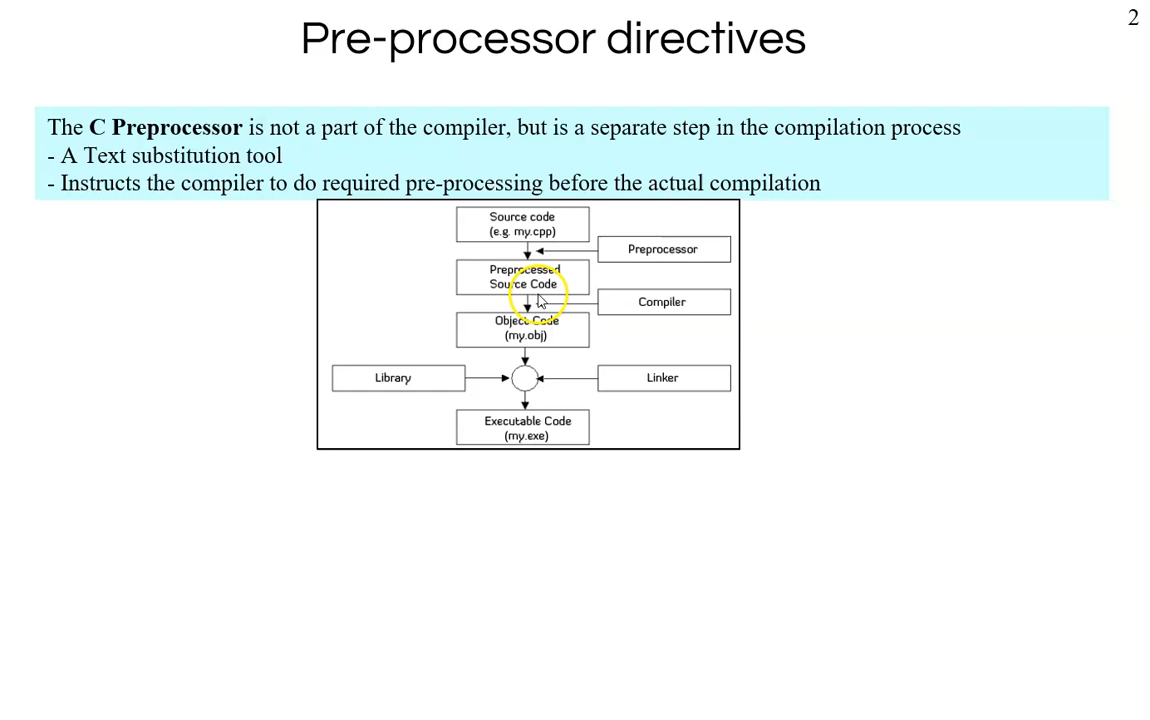 2
Pre-processor directives
The C Preprocessor is not a part of the compiler, but is a separate step in the compilation process
- A Text substitution tool
- Instructs the compiler to do required pre-processing before the actual compilation
Source code
(e.g. my.cpp)
Preprocessor
Preprocessed
Source Code
Compiler
Object Code
(my.obj)
Library
Linker
Executable Code
(my.exe)